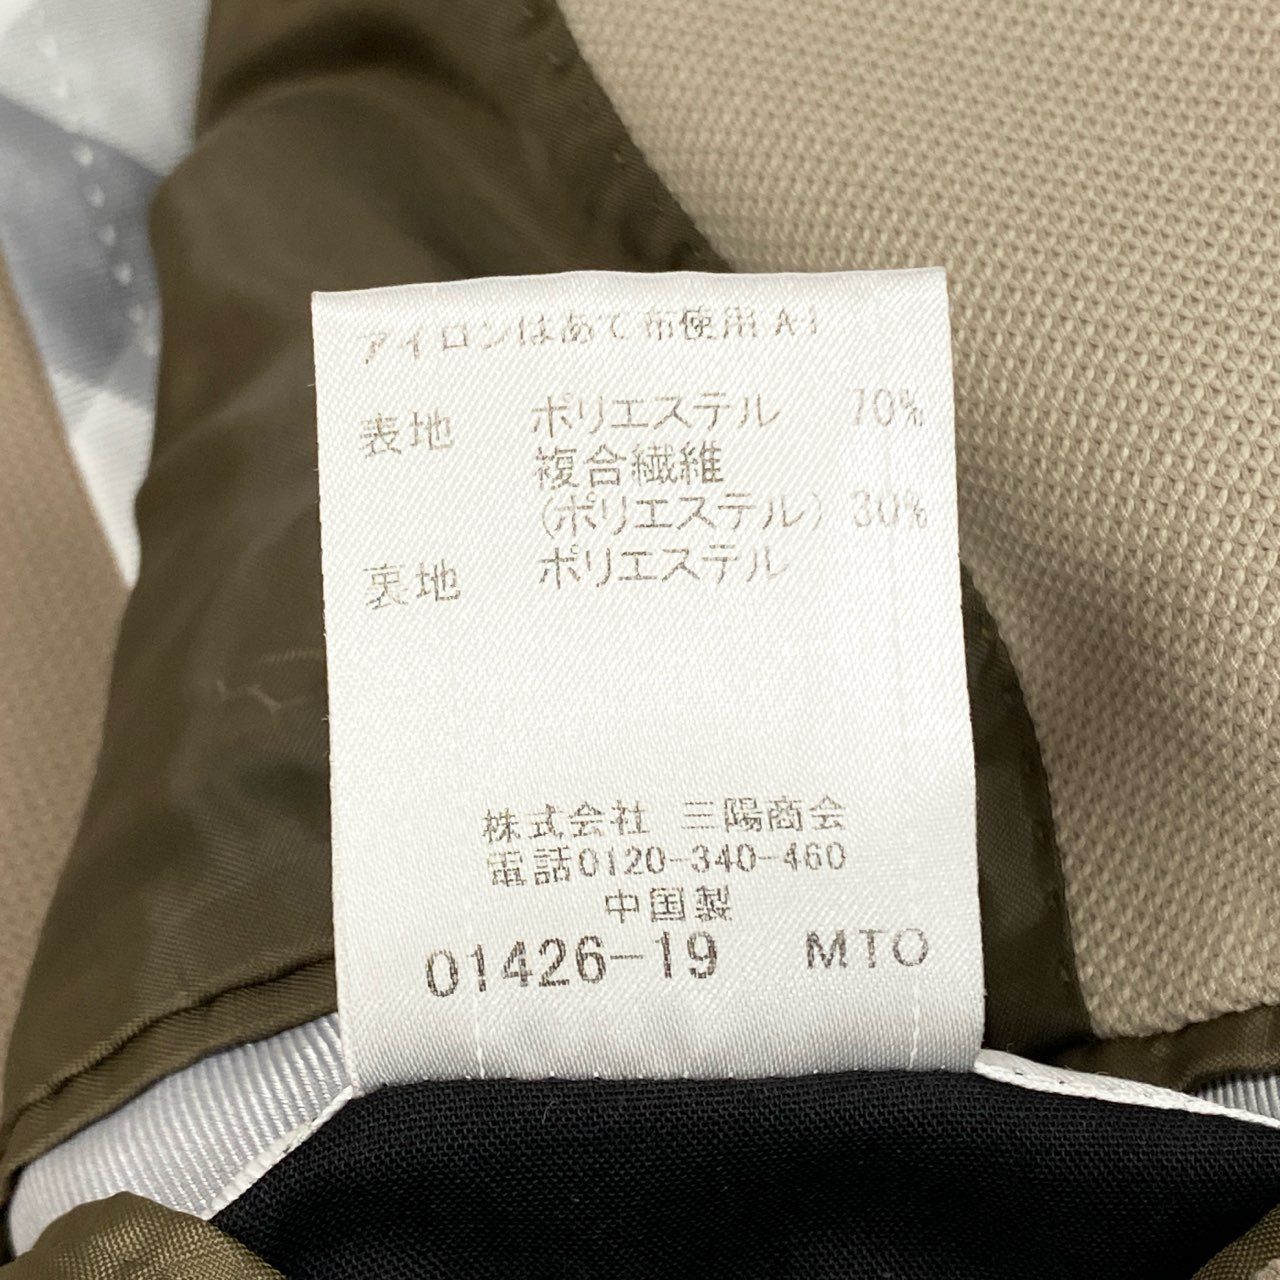 アイロンはあて布使用 A-1
表地 ポリエステル 70%
複合繊維
(ポリエステル) 30%
裏地 ポリエステル
株式会社 三陽商会
電話0120-340-460
中国製
01426-19 MTO